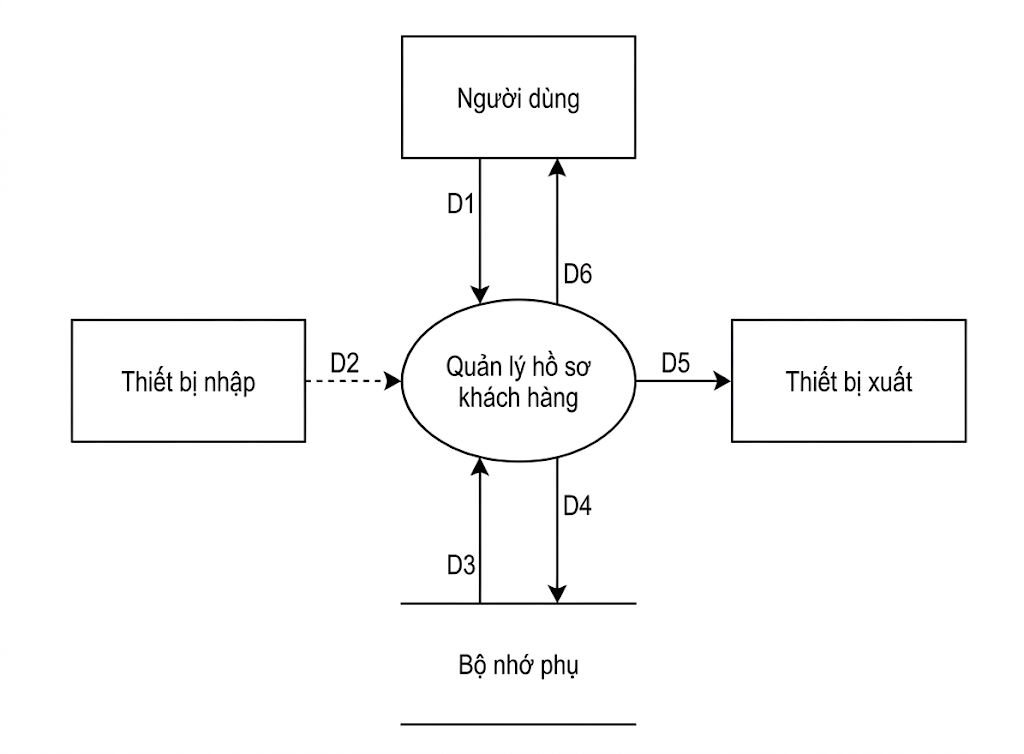 Người dùng
D1
D6
Thiết bị nhập
D2
Quản lý hồ sơ
khách hàng
D5
Thiết bị xuất
D4
D3
Bộ nhớ phụ